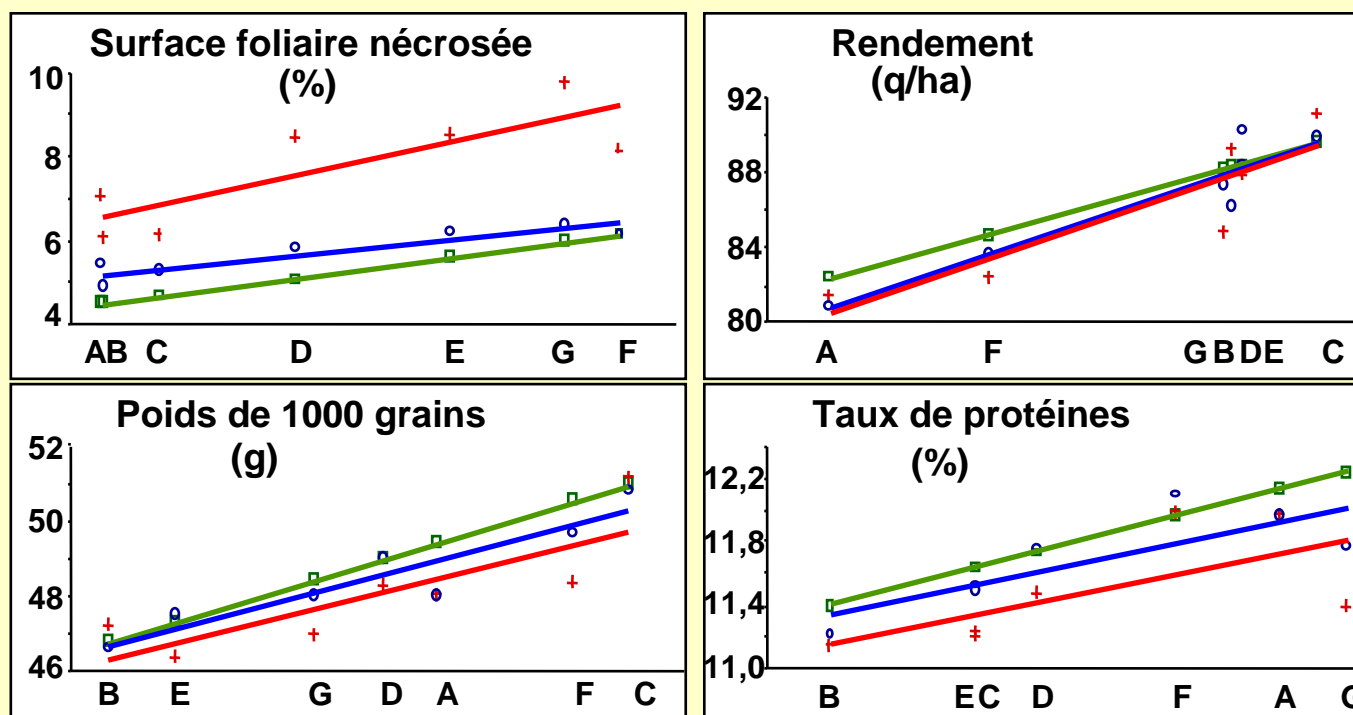 Surface foliaire nécrosée
(%)
10
8
6
4
AB C D E G F
Rendement
(q/ha)
92
88
84
80
A F G B D E C
Poids de 1000 grains
(g)
52
50
48
46
B E G D A F C
Taux de protéines
(%)
12,2
11,8
11,4
11,0
B E C D F A